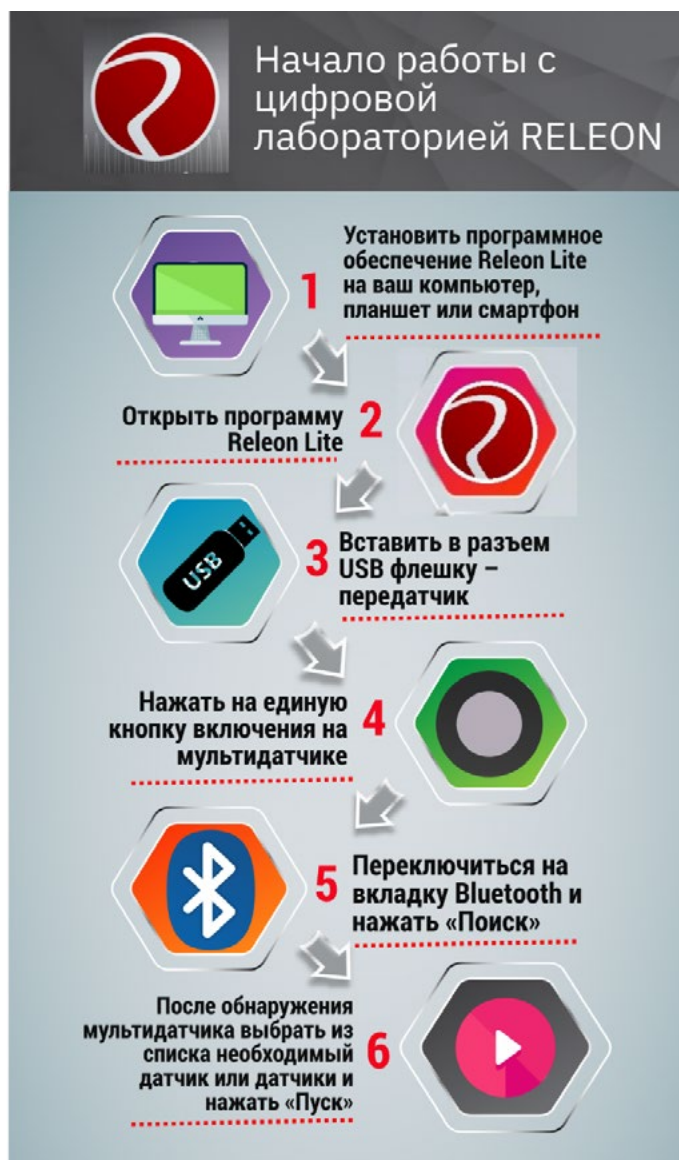 Начало работы с
цифровой
лабораторией RELEON
1
Установить программное
обеспечение Releon Lite
на ваш компьютер,
планшет или смартфон
Открыть программу
Releon Lite
2
USB
3
Вставить в разъем
USB флешку –
передатчик
Нажать на единую
кнопку включения на
мультидатчике
4
5
Переключиться на
вкладку Bluetooth и
нажать «Поиск»
После обнаружения
мультидатчика выбрать из
списка необходимый
датчик или датчики и
нажать «Пуск»
6